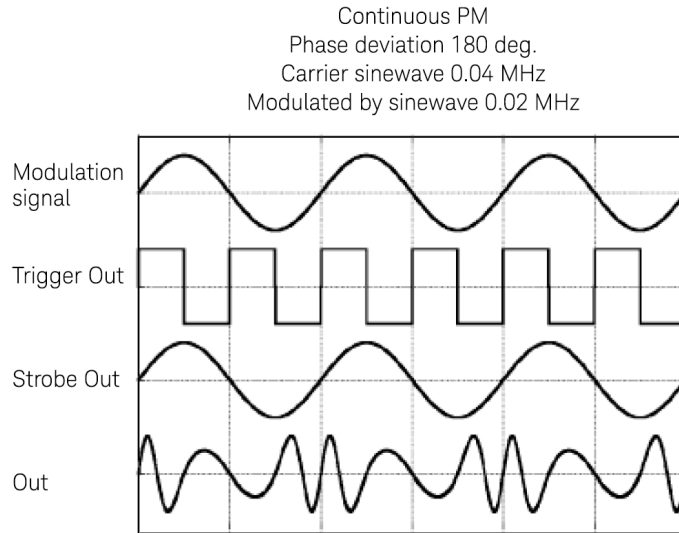 Continuous PM
Phase deviation 180 deg.
Carrier sinewave 0.04 MHz
Modulated by sinewave 0.02 MHz
Modulation
signal
Trigger Out
Strobe Out
Out